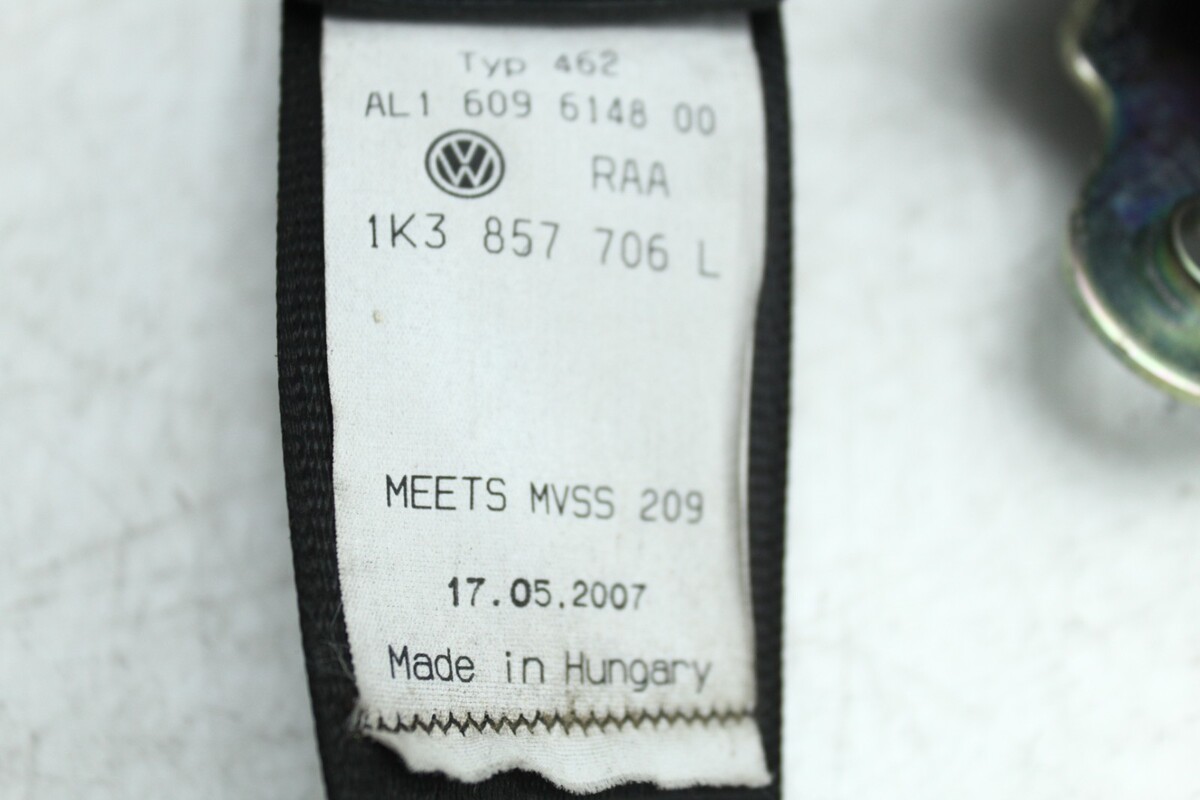 Typ 462
AL1 609 6148 00
VW RAA
1K3 857 706 L
MEETS MVSS 209
17.05.2007
Made in Hungary